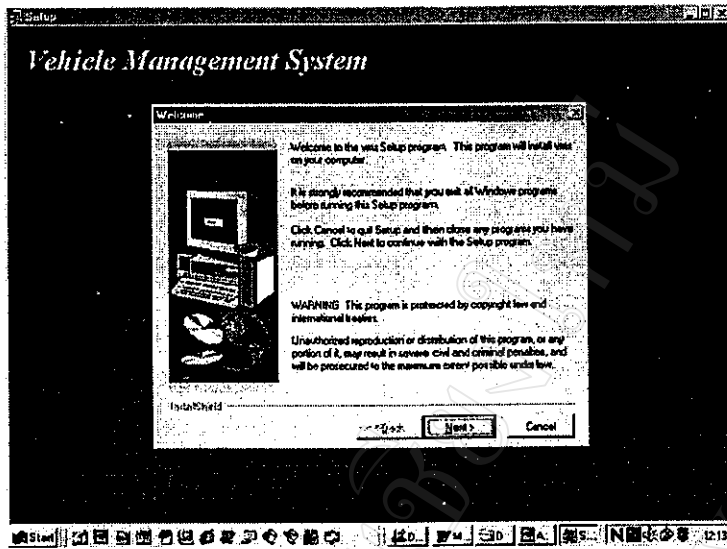 Setup
Vehicle Management System
Welcome
Welcome to the vms Setup program. This program will install vms
on your computer.
It is strongly recommended that you exit all Windows programs
before running this Setup program.
Click Cancel to quit Setup and then close any programs you have
running. Click Next to continue with the Setup program.
WARNING: This program is protected by copyright law and
international treaties.
Unauthorized reproduction or distribution of this program, or any
portion of it, may result in severe civil and criminal penalties, and
will be prosecuted to the maximum extent possible under law.
InstallShield
< Back Next > Cancel
Start